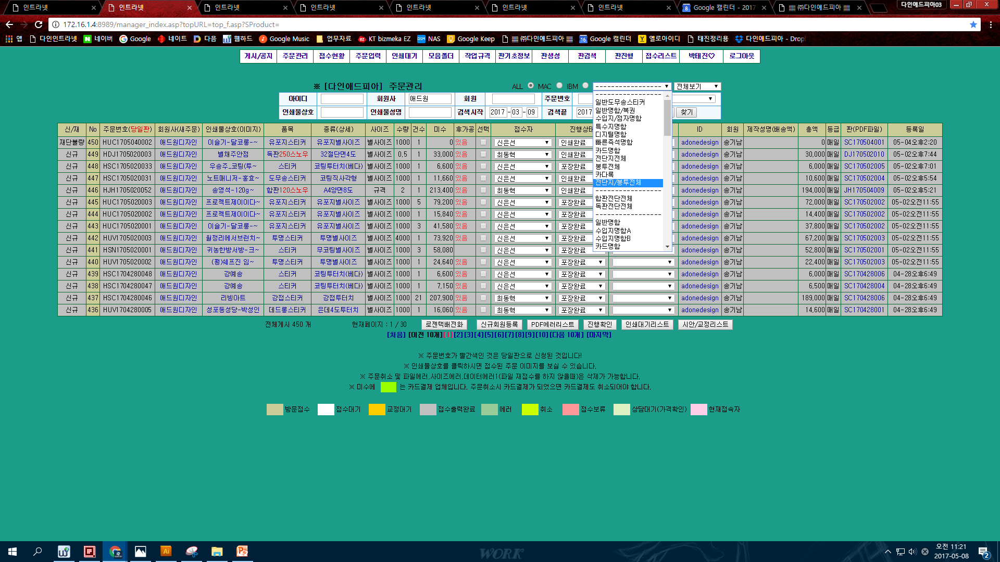 인트라넷 인트라넷 인트라넷 인트라넷 인트라넷 인트라넷 인트라넷 Google 캘린더 - 2017 ▤ ㈜다인애드피아 ▤ 다인애드피아03
172.16.1.4:8989/manager_index.asp?topURL=top_f.asp?SProduct=
앱 다인인트라넷 네이버 Google 네이트 다음 웹하드 Google Music 업무자료 KT bizmeka EZ NAS Google Keep ▤ ㈜다인애드피아 ▤ Google 캘린더 옐로아이디 태진정리용 다인애드피아 - Drop
게시/공지 주문관리 접수현황 주문입력 인쇄대기 모음폴더 작업규격 판기초정보 판생성 판검색 판진행 접수리스트 박태진♡ 로그아웃
※ [다인애드피아] 주문관리 ALL MAC IBM ----------------- 전체보기
아이디 회원사 애드원 회원 주문번호
인쇄물상호 인쇄물성명 검색시작 2017 - 03 - 09 검색끝 2017 찾기
-----------------
일반도무송스티커
일반명함/복권
수입지/점자명함
특수지명함
디지털명함
빠른즉석명함
카드명함
전단지전체
봉투전체
카다록
전단지/봉투전체
-----------------
합판전단전체
독판전단전체
-----------------
일반명함
수입지명함A
수입지명함B
카드명함
신/재 No 주문번호(당일판) 회원사(새주문) 인쇄물상호(이미지) 품목 종류(상세) 사이즈 수량 건수 미수 후가공 선택 접수자 진행상태 ID 회원 제작성명(배송액) 총액 등급 판(PDF파일) 등록일
재단불량 450 HUC1705040002 애드원디자인 이슬기-달코롱-~ 유포지스티커 유포지별사이즈 별사이즈 1000 1 0 있음 신은선 인쇄완료 adonedesign 송기남 0 매일 SC170504001 05-04오후2:20
신규 449 HDJ1705020003 애드원디자인 별채주안점 독판250스노우 32절단면4도 별사이즈 0.5 1 33,000 있음 최동혁 인쇄완료 adonedesign 송기남 30,000 매일 DJ170502010 05-02오후7:44
신규 448 HSC1705020033 애드원디자인 우송주_코팅(투~ 스티커 코팅투터치(베다) 별사이즈 1000 1 6,600 있음 신은선 포장완료 adonedesign 송기남 6,000 매일 SC170502005 05-02오후7:01
신규 447 HSC1705020031 애드원디자인 노트매니저-홍효~ 도무송스티커 코팅직사각형 별사이즈 1000 1 11,660 있음 신은선 인쇄완료 adonedesign 송기남 10,600 매일 SC170502004 05-02오후5:54
신규 446 HJH1705020052 애드원디자인 송영석-120g~ 합판120스노우 A4양면8도 규격 2 1 213,400 있음 최동혁 인쇄완료 adonedesign 송기남 194,000 매일 JH170504009 05-02오후5:21
신규 445 HUC1705020003 애드원디자인 프로젝트제이이다~ 유포지스티커 유포지별사이즈 별사이즈 1000 5 79,200 있음 신은선 포장완료 adonedesign 송기남 72,000 매일 SC170502002 05-02오전11:55
신규 444 HUC1705020002 애드원디자인 프로젝트제이이다~ 유포지스티커 유포지별사이즈 별사이즈 1000 1 15,840 있음 신은선 포장완료 adonedesign 송기남 14,400 매일 SC170502002 05-02오전11:55
신규 443 HUC1705020001 애드원디자인 이슬기-달코롱-~ 유포지스티커 유포지별사이즈 별사이즈 1000 3 41,580 있음 신은선 포장완료 adonedesign 송기남 37,800 매일 SC170502002 05-02오전11:55
신규 442 HUV1705020003 애드원디자인 월정리에서브런치~ 투명스티커 투명별사이즈 별사이즈 4000 1 73,920 있음 신은선 포장완료 adonedesign 송기남 67,200 매일 SC170502003 05-02오전11:55
신규 441 HSN1705020001 애드원디자인 귀농한방서방-크~ 스티커 무코팅별사이즈 별사이즈 1000 3 58,080 신은선 포장완료 adonedesign 송기남 52,800 매일 SC170502001 05-02오전11:55
신규 440 HUV1705020002 애드원디자인 (핑)쉐프진 임~ 투명스티커 투명별사이즈 별사이즈 1000 1 24,640 있음 신은선 포장완료 adonedesign 송기남 22,400 매일 SC170502003 05-02오전11:55
신규 439 HSC1704280048 애드원디자인 강예송 스티커 코팅투터치(베다) 별사이즈 1000 1 6,600 있음 신은선 포장완료 adonedesign 송기남 6,000 매일 SC170428006 04-28오후6:49
신규 438 HSC1704280047 애드원디자인 강예송 스티커 코팅투터치(베다) 별사이즈 1000 1 7,150 있음 신은선 포장완료 adonedesign 송기남 6,500 매일 SC170428004 04-28오후6:49
신규 437 HSC1704280046 애드원디자인 리빙아트 강접스티커 강접투터치 별사이즈 1000 21 207,900 있음 최동혁 포장완료 adonedesign 송기남 189,000 매일 SC170428006 04-28오후6:49
신규 436 HUV1704280005 애드원디자인 성포동성당-박성인 데드롱스티커 은데4도투터치 별사이즈 1000 1 16,060 있음 최동혁 포장완료 adonedesign 송기남 14,600 매일 SC170428001 04-28오후6:49
전체게시 450 개 현재페이지 : 1 / 30 로젠택배전화 신규회원등록 PDF에러리스트 진행확인 인쇄대기리스트 시안/교정리스트
[처음] [이전 10개][1][2][3][4][5][6][7][8][9][10][다음 10개] [마지막]
※ 주문번호가 빨간색인 것은 당일판으로 신청된 것입니다!
※ 인쇄물상호를 클릭하시면 접수된 주문 이미지를 보실 수 있습니다.
※ 주문취소 및 파일에러,사이즈에러,데이터에러1(파일 재접수를 하지 않을때)은 삭제가 가능합니다.
※ 미수에 는 카드결제 업체입니다. 주문취소시 카드결제가 되었으면 카드결제도 취소되어야 합니다.
방문접수 접수대기 교정대기 접수출력완료 에러 취소 접수보류 상담대기(가격확인) 현재접속자
WORK
오전 11:21
2017-05-08
2